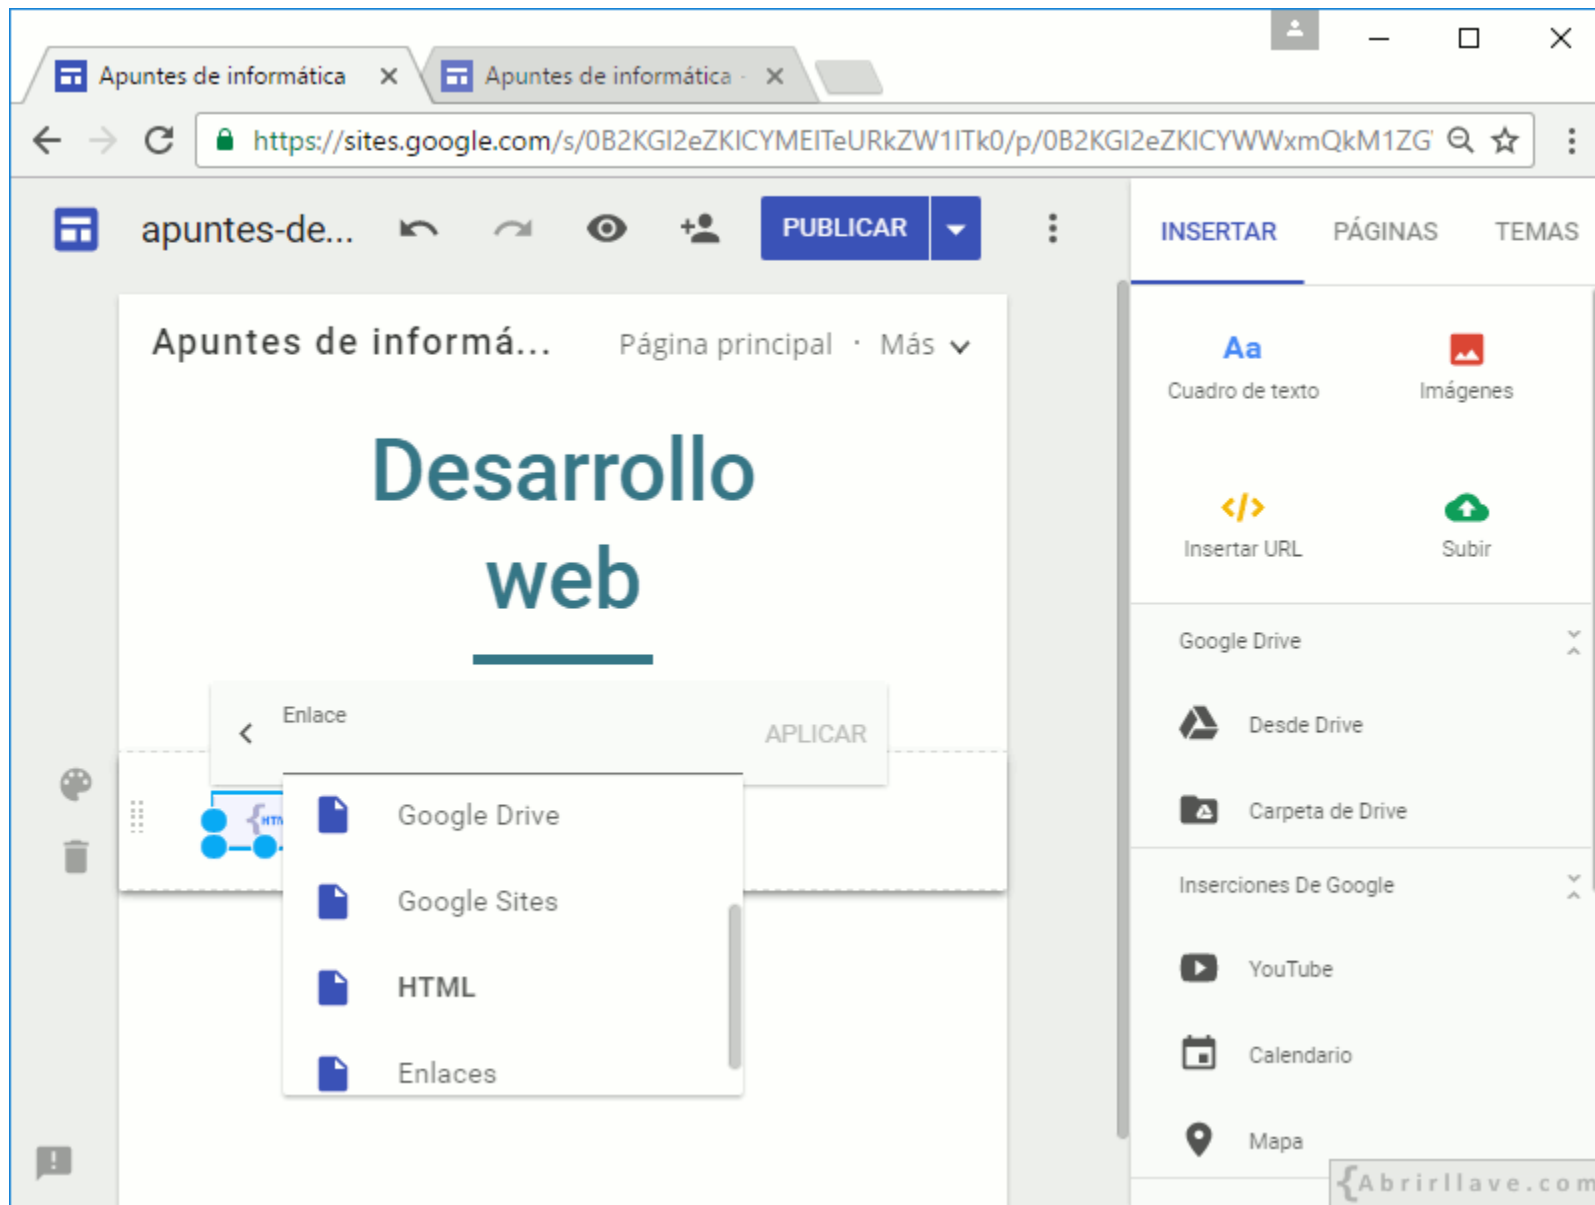 Apuntes de informática
Apuntes de informática -
https://sites.google.com/s/0B2KGI2eZKICYMEITeURkZW1ITk0/p/0B2KGI2eZKICYWWxmQkM1ZG
apuntes-de...
PUBLICAR
INSERTAR
PÁGINAS
TEMAS
Apuntes de informá...
Página principal · Más
Desarrollo
web
Enlace
APLICAR
{HTM
Google Drive
Google Sites
HTML
Enlaces
Aa
Cuadro de texto
Imágenes
</>
Insertar URL
Subir
Google Drive
Desde Drive
Carpeta de Drive
Inserciones De Google
YouTube
Calendario
Mapa
{Abrirllave.com